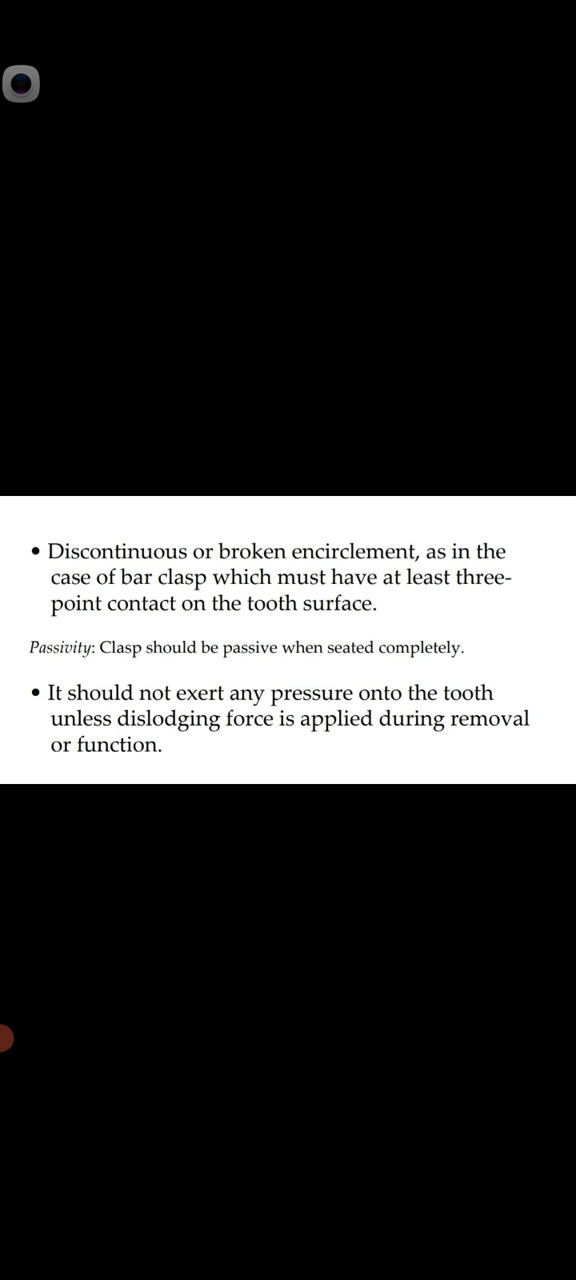 • Discontinuous or broken encirclement, as in the
case of bar clasp which must have at least three-
point contact on the tooth surface.
Passivity: Clasp should be passive when seated completely.
• It should not exert any pressure onto the tooth
unless dislodging force is applied during removal
or function.